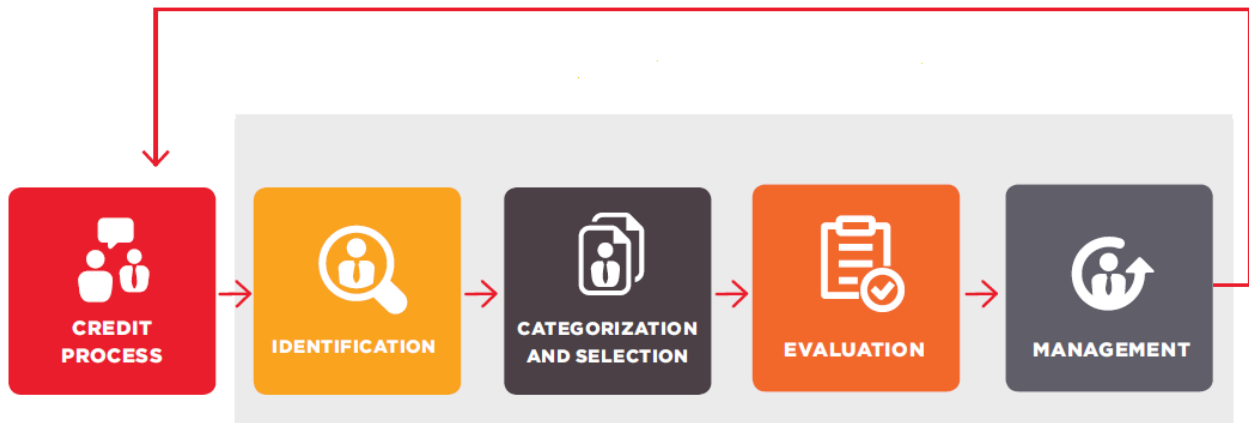 CREDIT
PROCESS
IDENTIFICATION
CATEGORIZATION
AND SELECTION
EVALUATION
MANAGEMENT